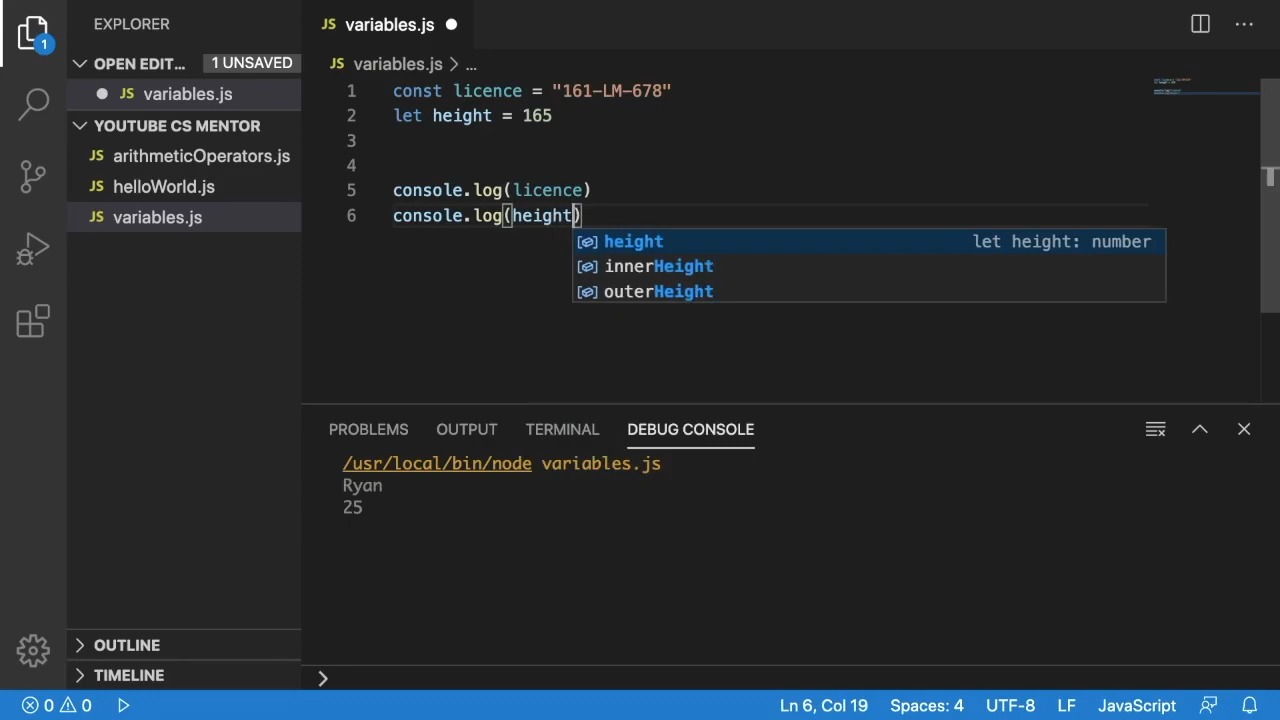 EXPLORER
JS variables.js
1
OPEN EDIT... 1 UNSAVED
JS variables.js
YOUTUBE CS MENTOR
JS arithmeticOperators.js
JS helloWorld.js
JS variables.js
OUTLINE
TIMELINE
JS variables.js > ...
1 const licence = "161-LM-678"
2 let height = 165
3
4
5 console.log(licence)
6 console.log(height)
height let height: number
innerHeight
outerHeight
PROBLEMS OUTPUT TERMINAL DEBUG CONSOLE
/usr/local/bin/node variables.js
Ryan
25
0 0 Ln 6, Col 19 Spaces: 4 UTF-8 LF JavaScript